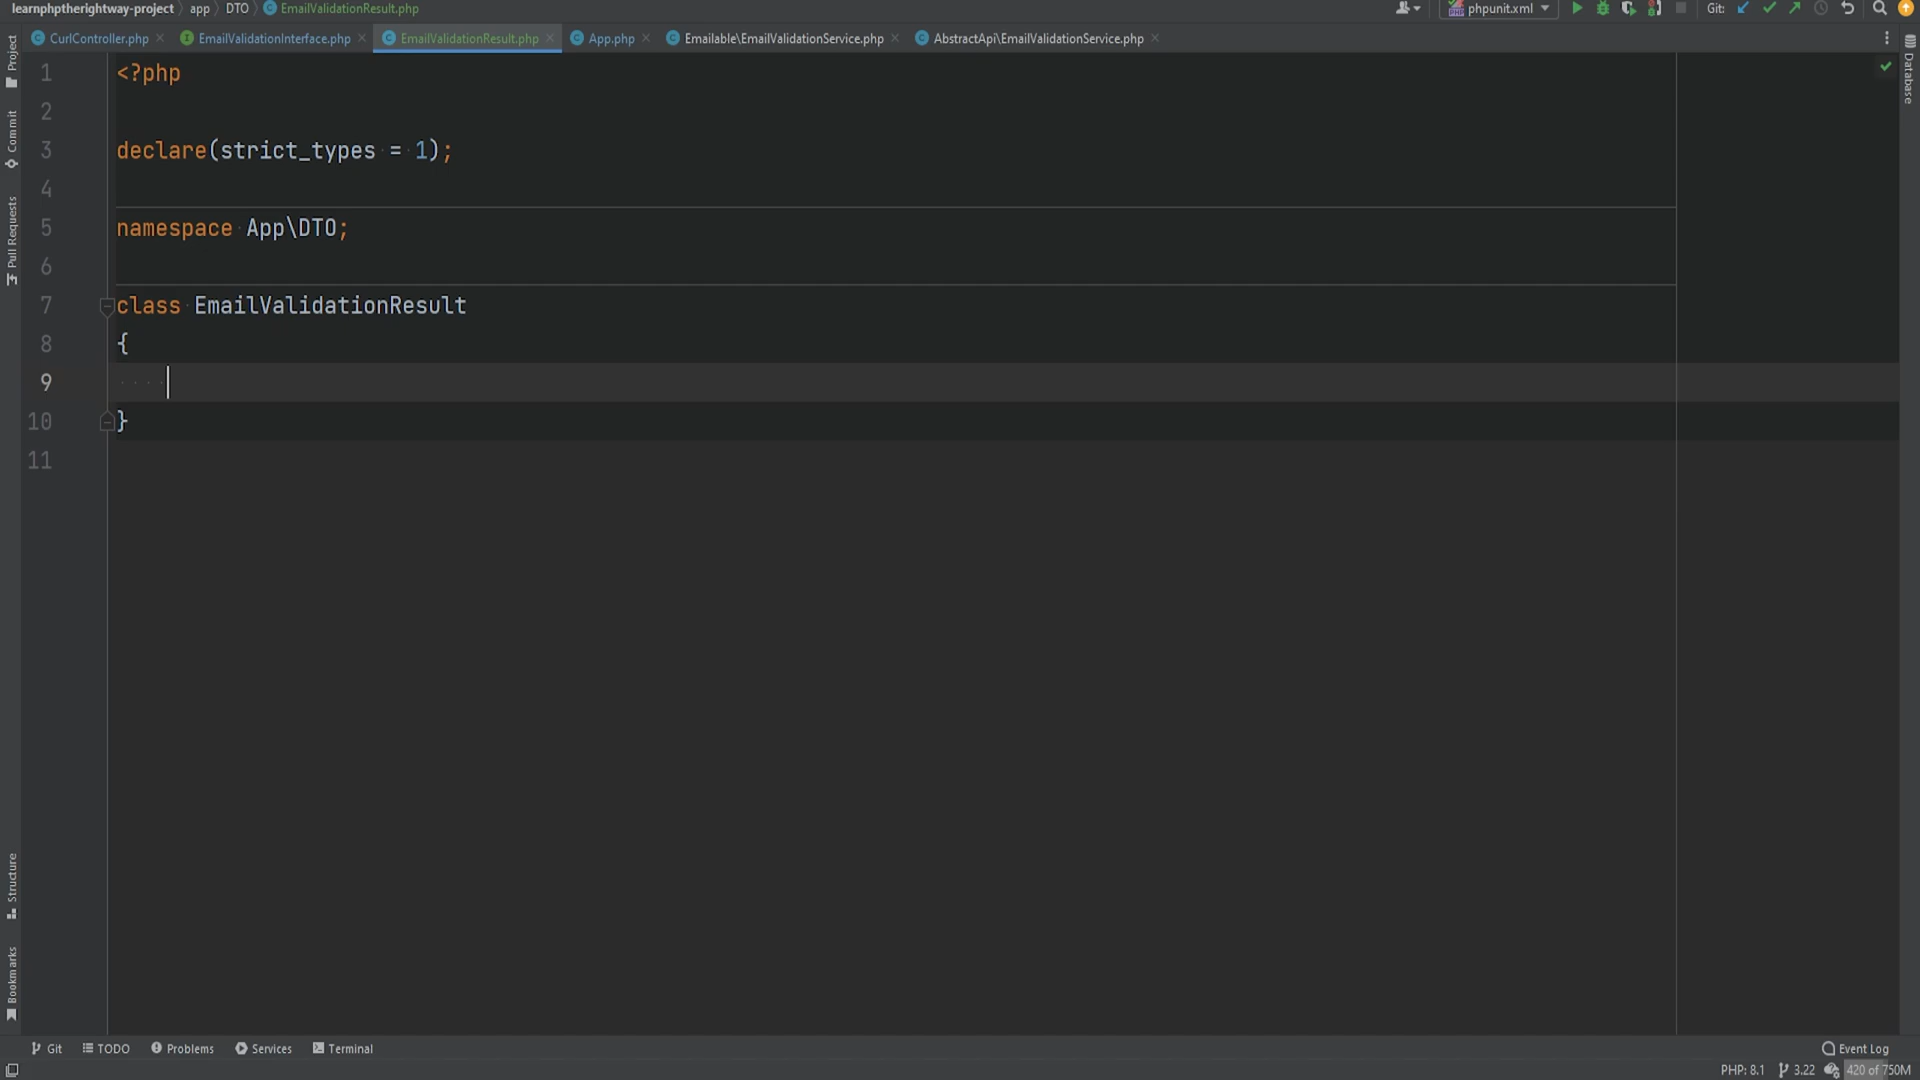 learnphptherightway-project app DTO EmailValidationResult.php
phpunit.xml Git:
CurlController.php EmailValidationInterface.php EmailValidationResult.php App.php Emailable\EmailValidationService.php AbstractApi\EmailValidationService.php
Project
Commit
Pull Requests
Structure
Bookmarks
Database
1 <?php
2
3 declare(strict_types = 1);
4
5 namespace App\DTO;
6
7 class EmailValidationResult
8 {
9
10 }
11
Git TODO Problems Services Terminal Event Log
PHP: 8.1 3.22 420 of 750M